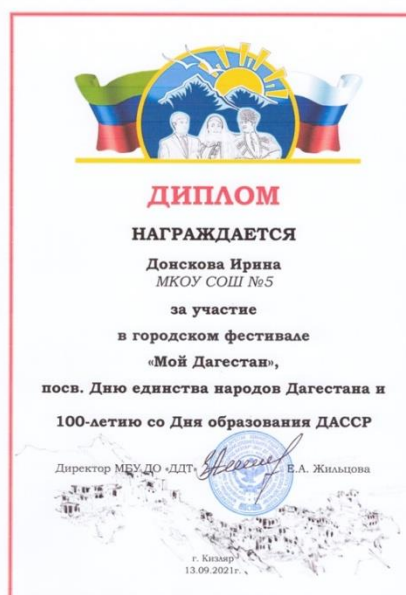 ДИПЛОМ
НАГРАЖДАЕТСЯ
Донскова Ирина
МКОУ СОШ №5
за участие
в городском фестивале
«Мой Дагестан»,
посв. Дню единства народов Дагестана и
100-летию со Дня образования ДАССР
Директор МБУ ДО «ДДТ» Е.А. Жильцова
г. Кизляр
13.09.2021г.